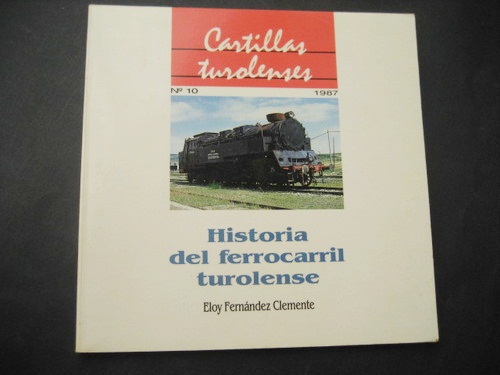 Cartillas
turolenses
Nº 10 1987
Historia
del ferrocarril
turolense
Eloy Fernández Clemente